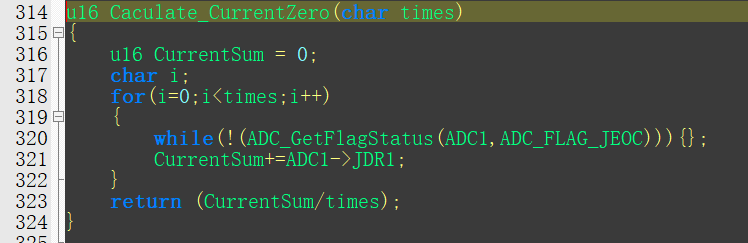 314 u16 Caculate_CurrentZero(char times)
315 {
316 u16 CurrentSum = 0;
317 char i;
318 for(i=0;i<times;i++)
319 {
320 while(!(ADC_GetFlagStatus(ADC1,ADC_FLAG_JEOC))){};
321 CurrentSum+=ADC1->JDR1;
322 }
323 return (CurrentSum/times);
324 }
325